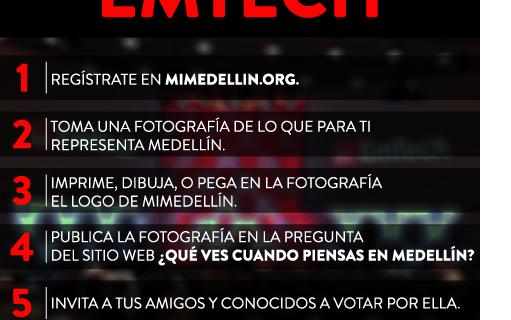 EMTECH
1 REGÍSTRATE EN MIMEDELLIN.ORG.
2 TOMA UNA FOTOGRAFÍA DE LO QUE PARA TI
REPRESENTA MEDELLÍN.
3 IMPRIME, DIBUJA, O PEGA EN LA FOTOGRAFÍA
EL LOGO DE MIMEDELLÍN.
4 PUBLICA LA FOTOGRAFÍA EN LA PREGUNTA
DEL SITIO WEB ¿QUÉ VES CUANDO PIENSAS EN MEDELLÍN?
5 INVITA A TUS AMIGOS Y CONOCIDOS A VOTAR POR ELLA.
EmTech